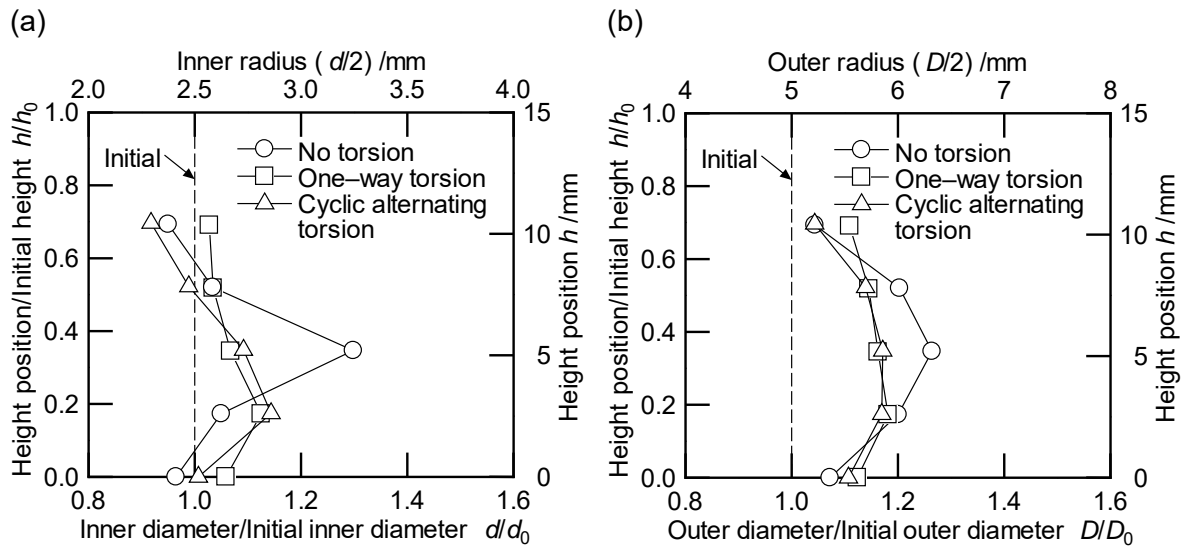 (a)
Inner radius ( d/2) /mm
2.0 2.5 3.0 3.5 4.0
Height position/Initial height h/h0
1.0
0.8
0.6
0.4
0.2
0.0
Initial
No torsion
One–way torsion
Cyclic alternating
torsion
15
10
5
0
Height position h /mm
0.8 1.0 1.2 1.4 1.6
Inner diameter/Initial inner diameter d/d0
(b)
Outer radius ( D/2) /mm
4 5 6 7 8
Height position/Initial height h/h0
1.0
0.8
0.6
0.4
0.2
0.0
Initial
No torsion
One–way torsion
Cyclic alternating
torsion
15
10
5
0
Height position h /mm
0.8 1.0 1.2 1.4 1.6
Outer diameter/Initial outer diameter D/D0